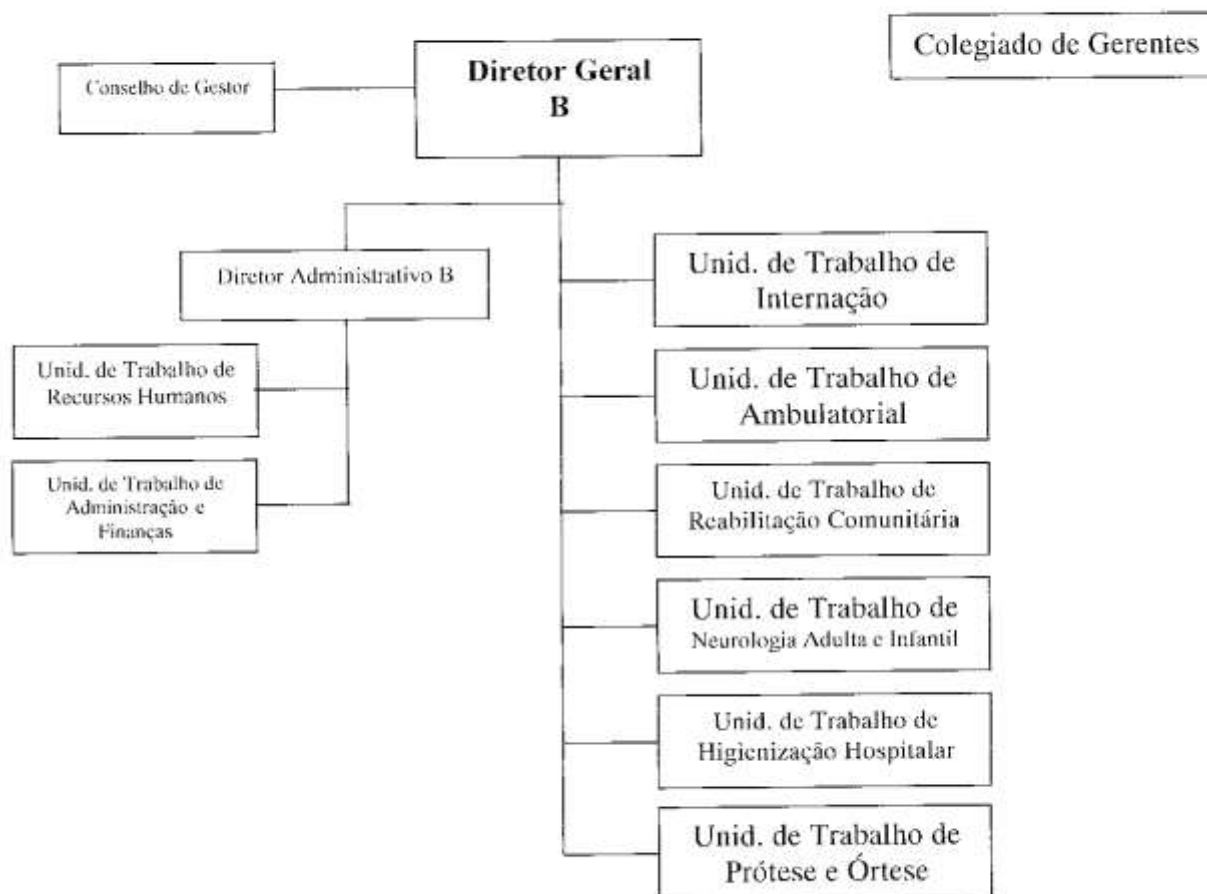 Colegiado de Gerentes
Diretor Geral
B
Conselho de Gestor
Diretor Administrativo B
Unid. de Trabalho de
Recursos Humanos
Unid. de Trabalho de
Administração e
Finanças
Unid. de Trabalho de
Internação
Unid. de Trabalho de
Ambulatorial
Unid. de Trabalho de
Reabilitação Comunitária
Unid. de Trabalho de
Neurologia Adulta e Infantil
Unid. de Trabalho de
Higienização Hospitalar
Unid. de Trabalho de
Prótese e Órtese